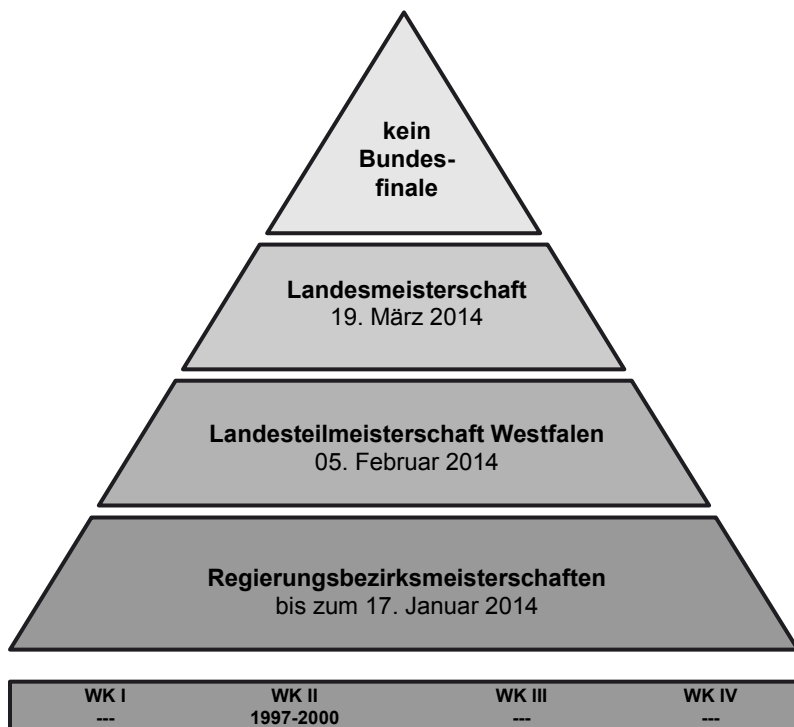 kein
Bundes-
finale
Landesmeisterschaft
19. März 2014
Landesteilmeisterschaft Westfalen
05. Februar 2014
Regierungsbezirksmeisterschaften
bis zum 17. Januar 2014
WK I WK II WK III WK IV
--- 1997-2000 --- ---